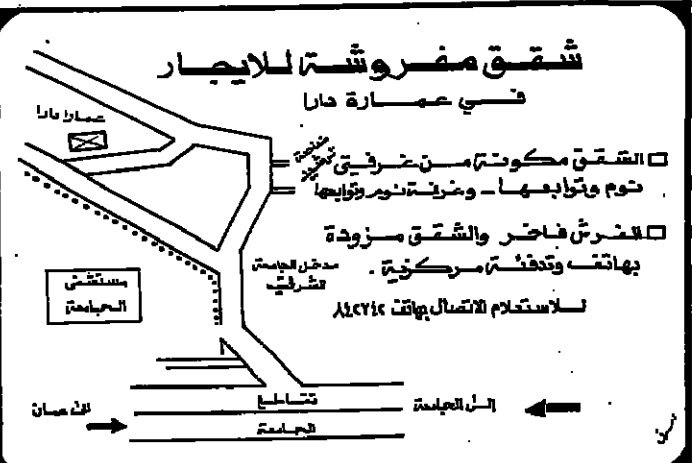 شقق مفروشة للايجار
في عمارة دارا
عمارة دارا
□ الشقق مكونة من غرفتي
نوم وتوابعها - وغرفة نوم وتوابعها
□ الفرش فاخر والشقق مزودة
بهاتف وتدفئة مركزية .
للاستعلام الاتصال بهاتف ٨٤٢٧٤٢
مدخل الجامعة
الشرقي
مستشفى
الجامعة
تقاطع
الجامعة
الى الجامعة
الى عمان